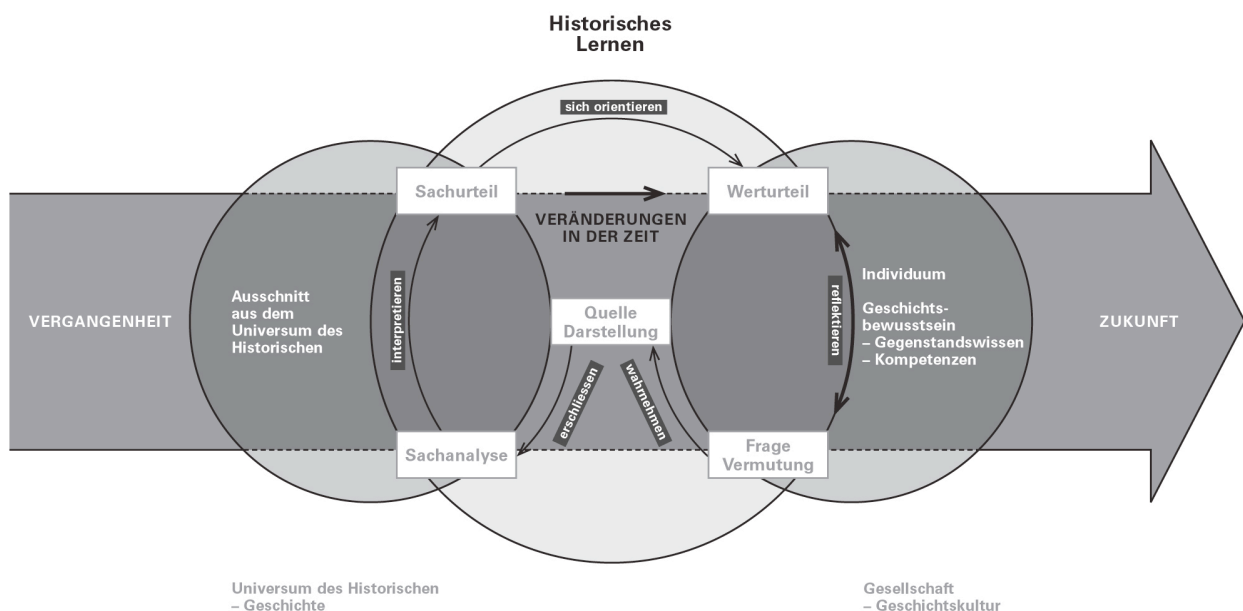 Historisches
Lernen
sich orientieren
Sachurteil
Werturteil
VERÄNDERUNGEN
IN DER ZEIT
VERGANGENHEIT
Ausschnitt
aus dem
Universum des
Historischen
interpretieren
Quelle
Darstellung
reflektieren
Individuum
Geschichts-
bewusstsein
– Gegenstandswissen
– Kompetenzen
ZUKUNFT
erschliessen
wahrnehmen
Sachanalyse
Frage
Vermutung
Universum des Historischen
– Geschichte
Gesellschaft
– Geschichtskultur